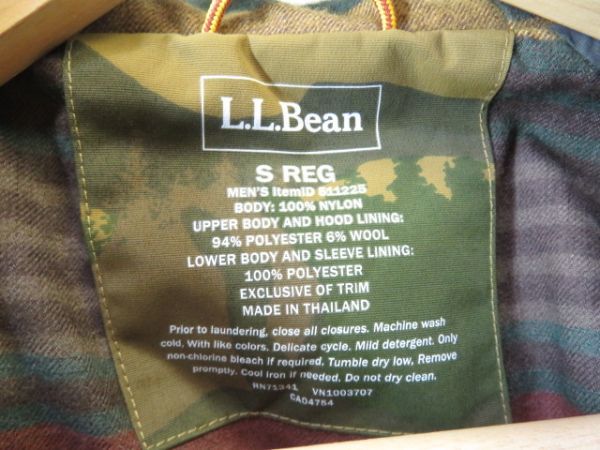 L.L.Bean
S REG
MEN'S ItemID 511225
BODY: 100% NYLON
UPPER BODY AND HOOD LINING:
94% POLYESTER 6% WOOL
LOWER BODY AND SLEEVE LINING:
100% POLYESTER
EXCLUSIVE OF TRIM
MADE IN THAILAND
Prior to laundering, close all closures. Machine wash
cold. With like colors. Delicate cycle. Mild detergent. Only
non-chlorine bleach if required. Tumble dry low, Remove
promptly. Cool iron if needed. Do not dry clean.
RN71341 VN1003707
CA04754